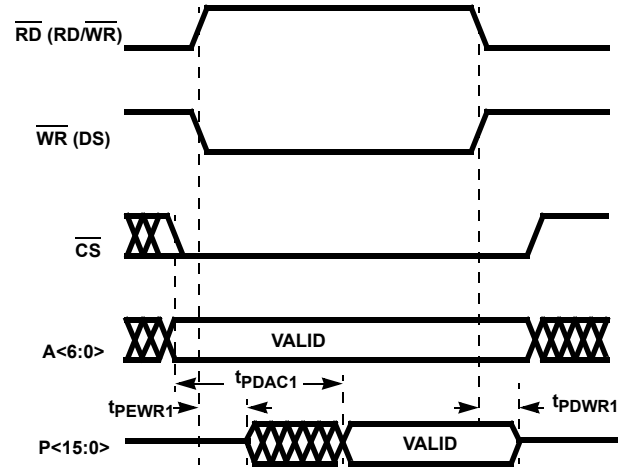 RD (RD/WR)
WR (DS)
CS
A<6:0>
VALID
tPDAC1
tPEWR1
tPDWR1
P<15:0>
VALID